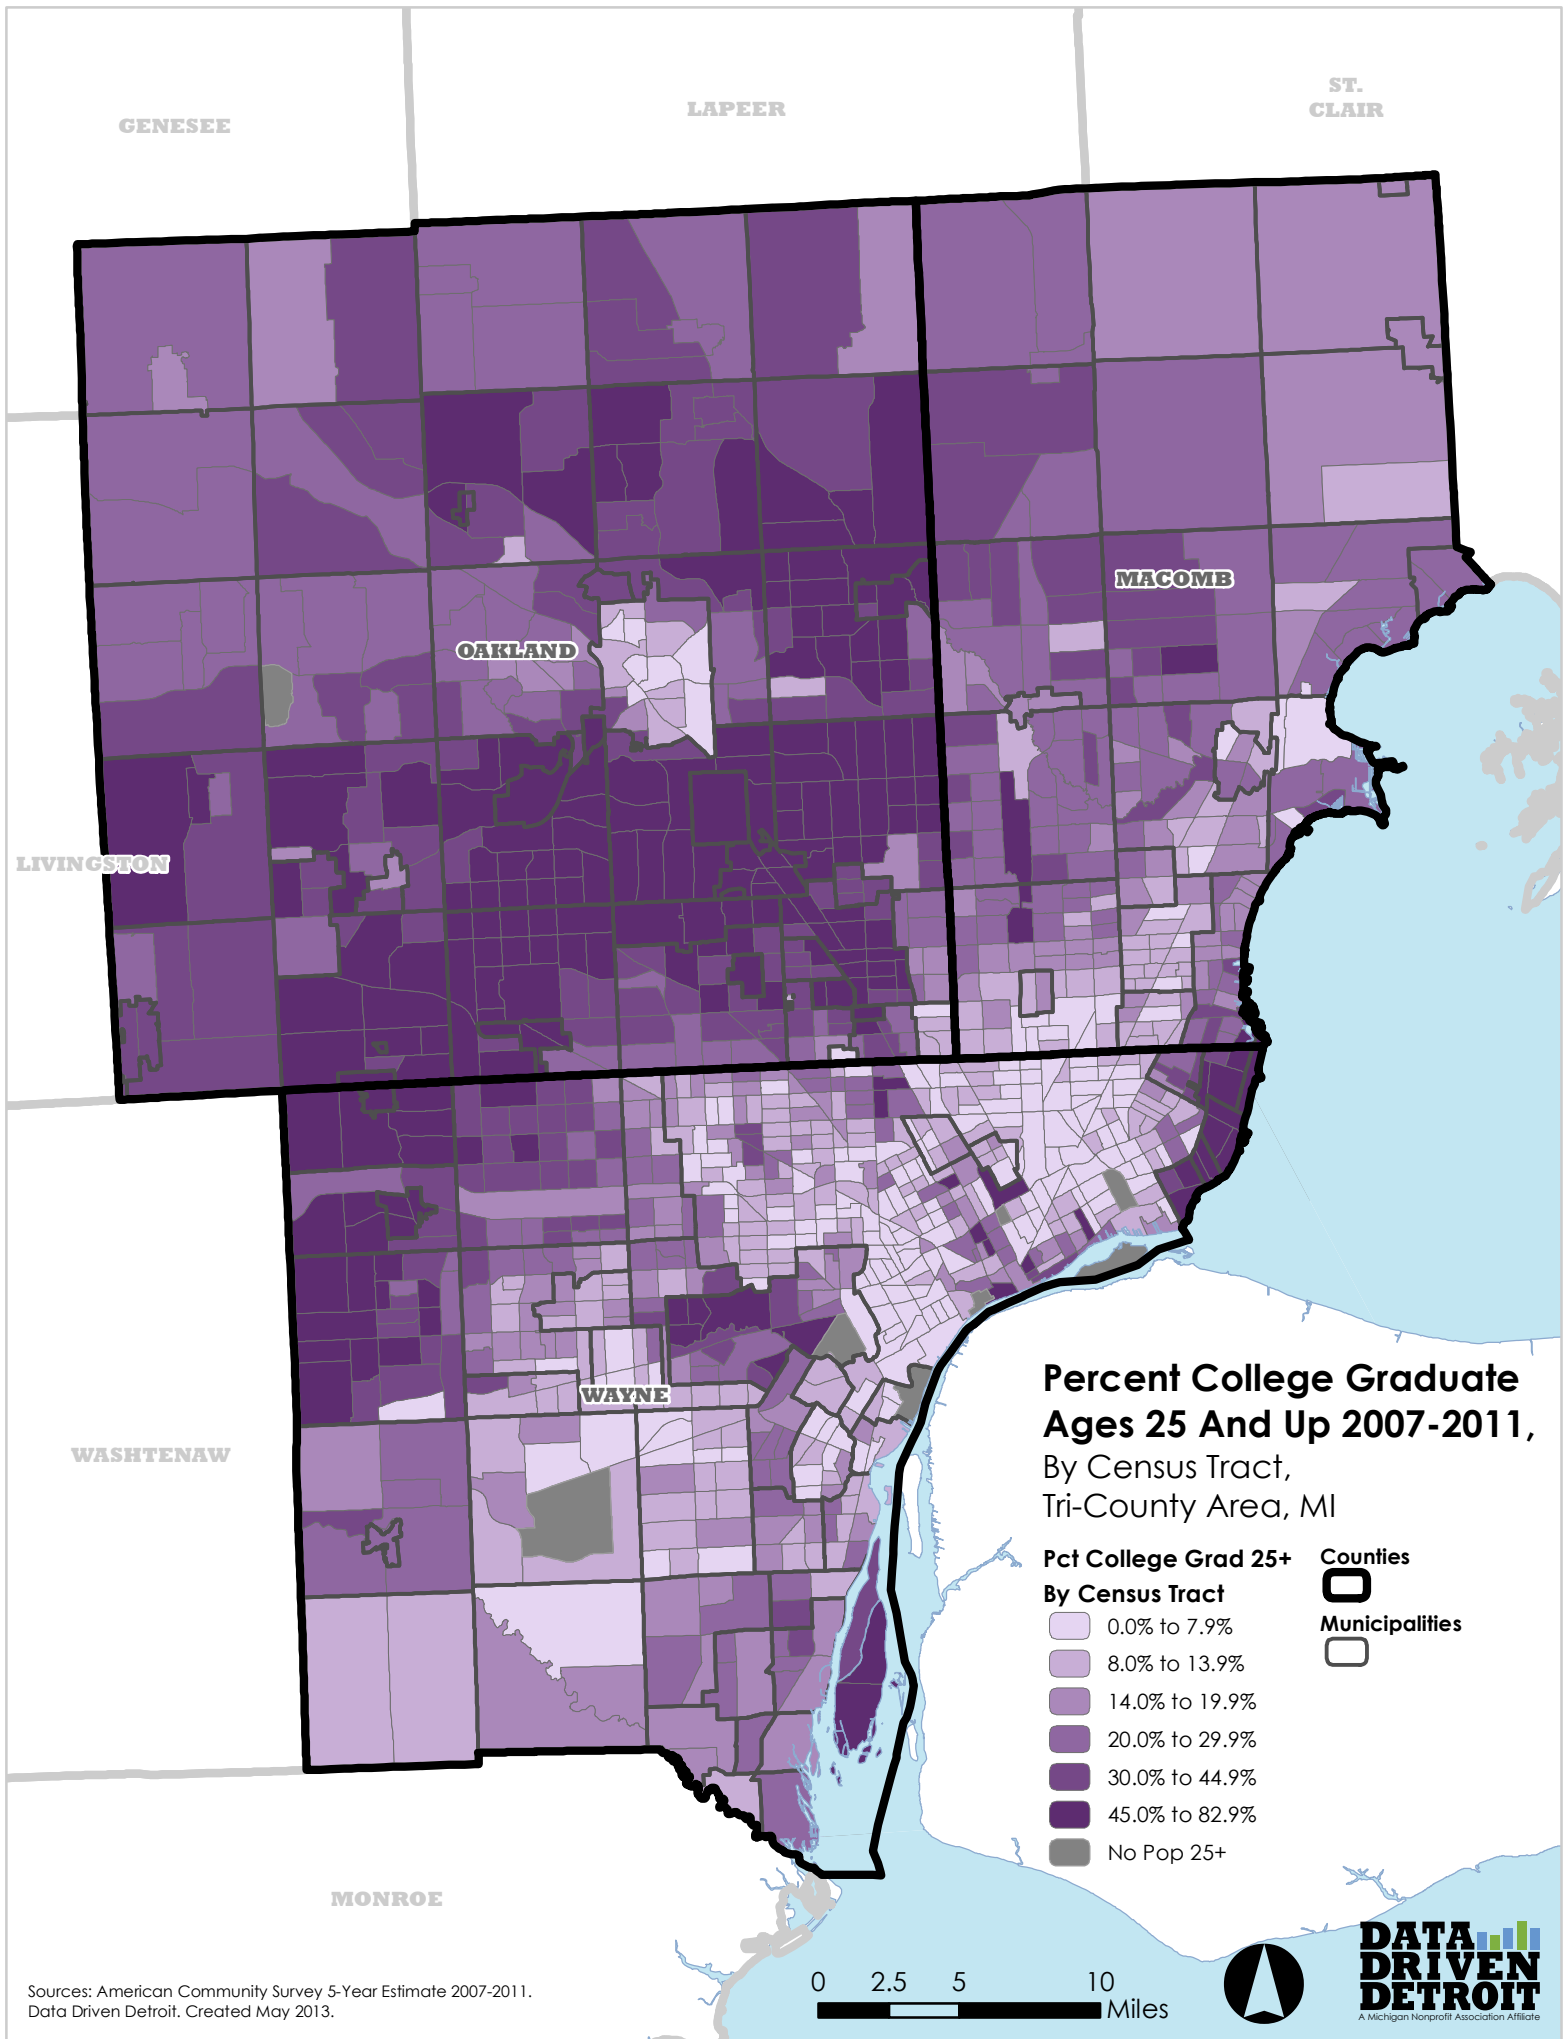 GENESEE
LAPEER
ST.
CLAIR
MACOMB
OAKLAND
LIVINGSTON
WAYNE
WASHTENAW
MONROE
Percent College Graduate
Ages 25 And Up 2007-2011,
By Census Tract,
Tri-County Area, MI
Pct College Grad 25+
By Census Tract
0.0% to 7.9%
8.0% to 13.9%
14.0% to 19.9%
20.0% to 29.9%
30.0% to 44.9%
45.0% to 82.9%
No Pop 25+
Counties
Municipalities
Sources: American Community Survey 5-Year Estimate 2007-2011.
Data Driven Detroit. Created May 2013.
0 2.5 5 10
Miles
DATA
DRIVEN
DETROIT
A Michigan Nonprofit Association Affiliate